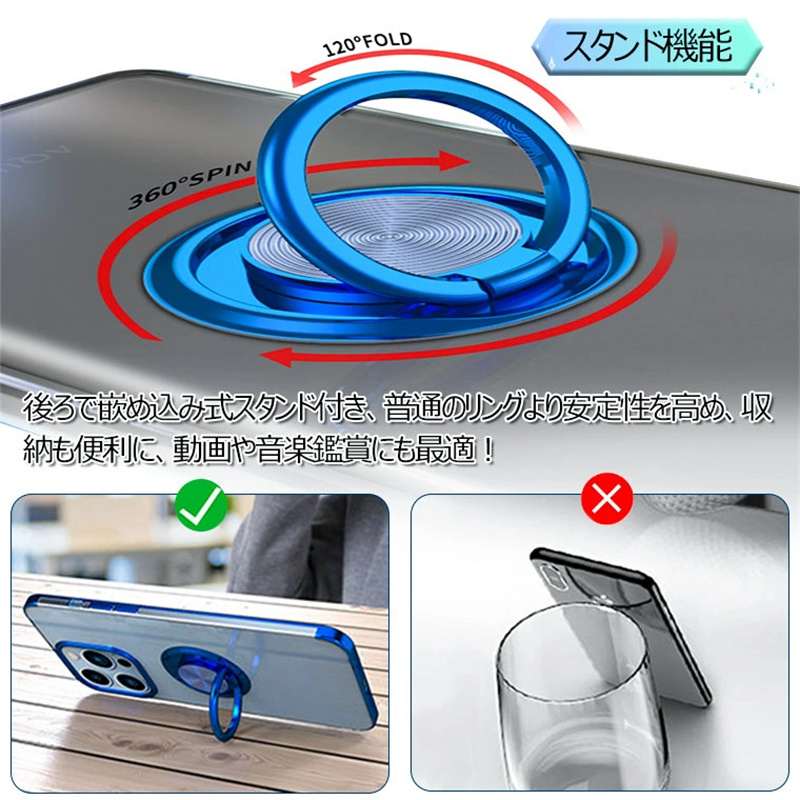 120°FOLD
スタンド機能
360°SPIN
AQU
後ろで嵌め込み式スタンド付き、普通のリングより安定性を高め、収
納も便利に、動画や音楽鑑賞にも最適！